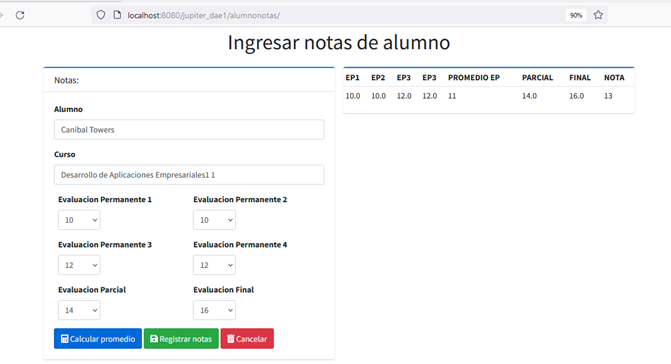 localhost:8080/jupiter_dae1/alumnonotas/
90%
Ingresar notas de alumno
Notas:
Alumno
Canibal Towers
Curso
Desarrollo de Aplicaciones Empresariales1 1
Evaluacion Permanente 1 Evaluacion Permanente 2
10 10
Evaluacion Permanente 3 Evaluacion Permanente 4
12 12
Evaluacion Parcial Evaluacion Final
14 16
Calcular promedio Registrar notas Cancelar
EP1 EP2 EP3 EP3 PROMEDIO EP PARCIAL FINAL NOTA
10.0 10.0 12.0 12.0 11 14.0 16.0 13